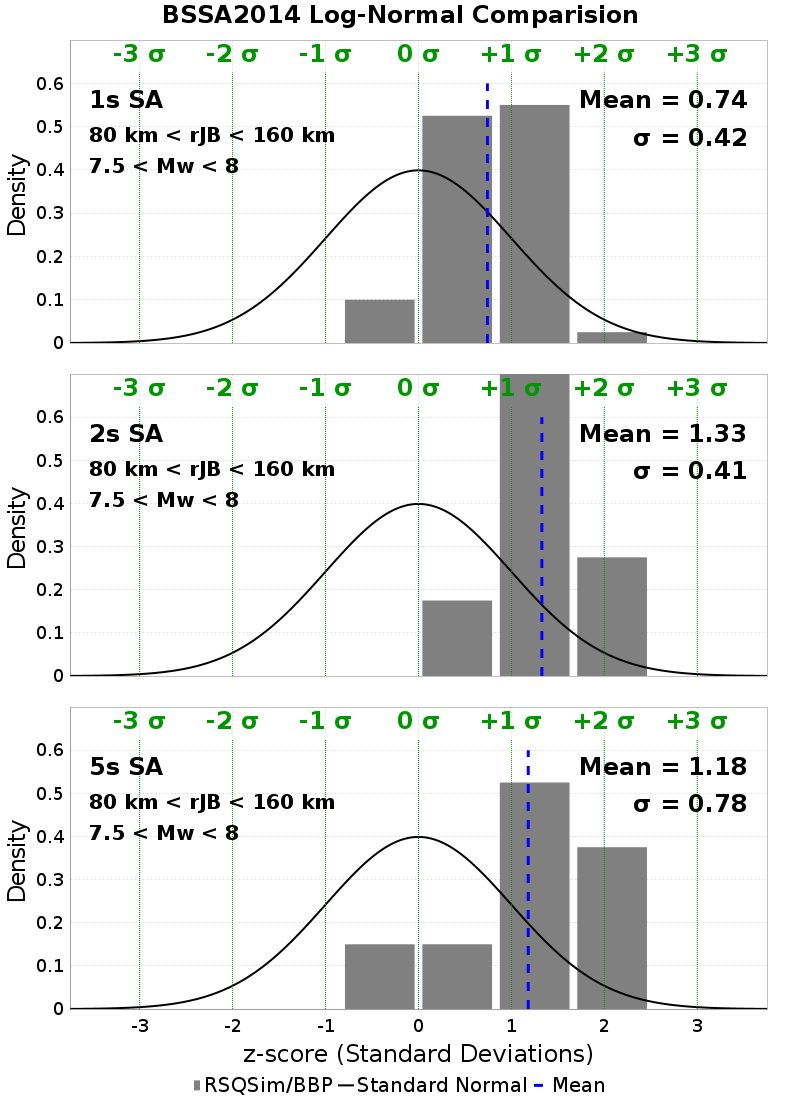 BSSA2014 Log-Normal Comparision
-3 σ -2 σ -1 σ 0 σ +1 σ +2 σ +3 σ
1s SA
80 km < rJB < 160 km
7.5 < Mw < 8
Mean = 0.74
σ = 0.42
Density
0.6
0.5
0.4
0.3
0.2
0.1
0
-3 σ -2 σ -1 σ 0 σ +1 σ +2 σ +3 σ
2s SA
80 km < rJB < 160 km
7.5 < Mw < 8
Mean = 1.33
σ = 0.41
Density
0.6
0.5
0.4
0.3
0.2
0.1
0
-3 σ -2 σ -1 σ 0 σ +1 σ +2 σ +3 σ
5s SA
80 km < rJB < 160 km
7.5 < Mw < 8
Mean = 1.18
σ = 0.78
Density
0.6
0.5
0.4
0.3
0.2
0.1
0
-3 -2 -1 0 1 2 3
z-score (Standard Deviations)
RSQSim/BBP Standard Normal Mean